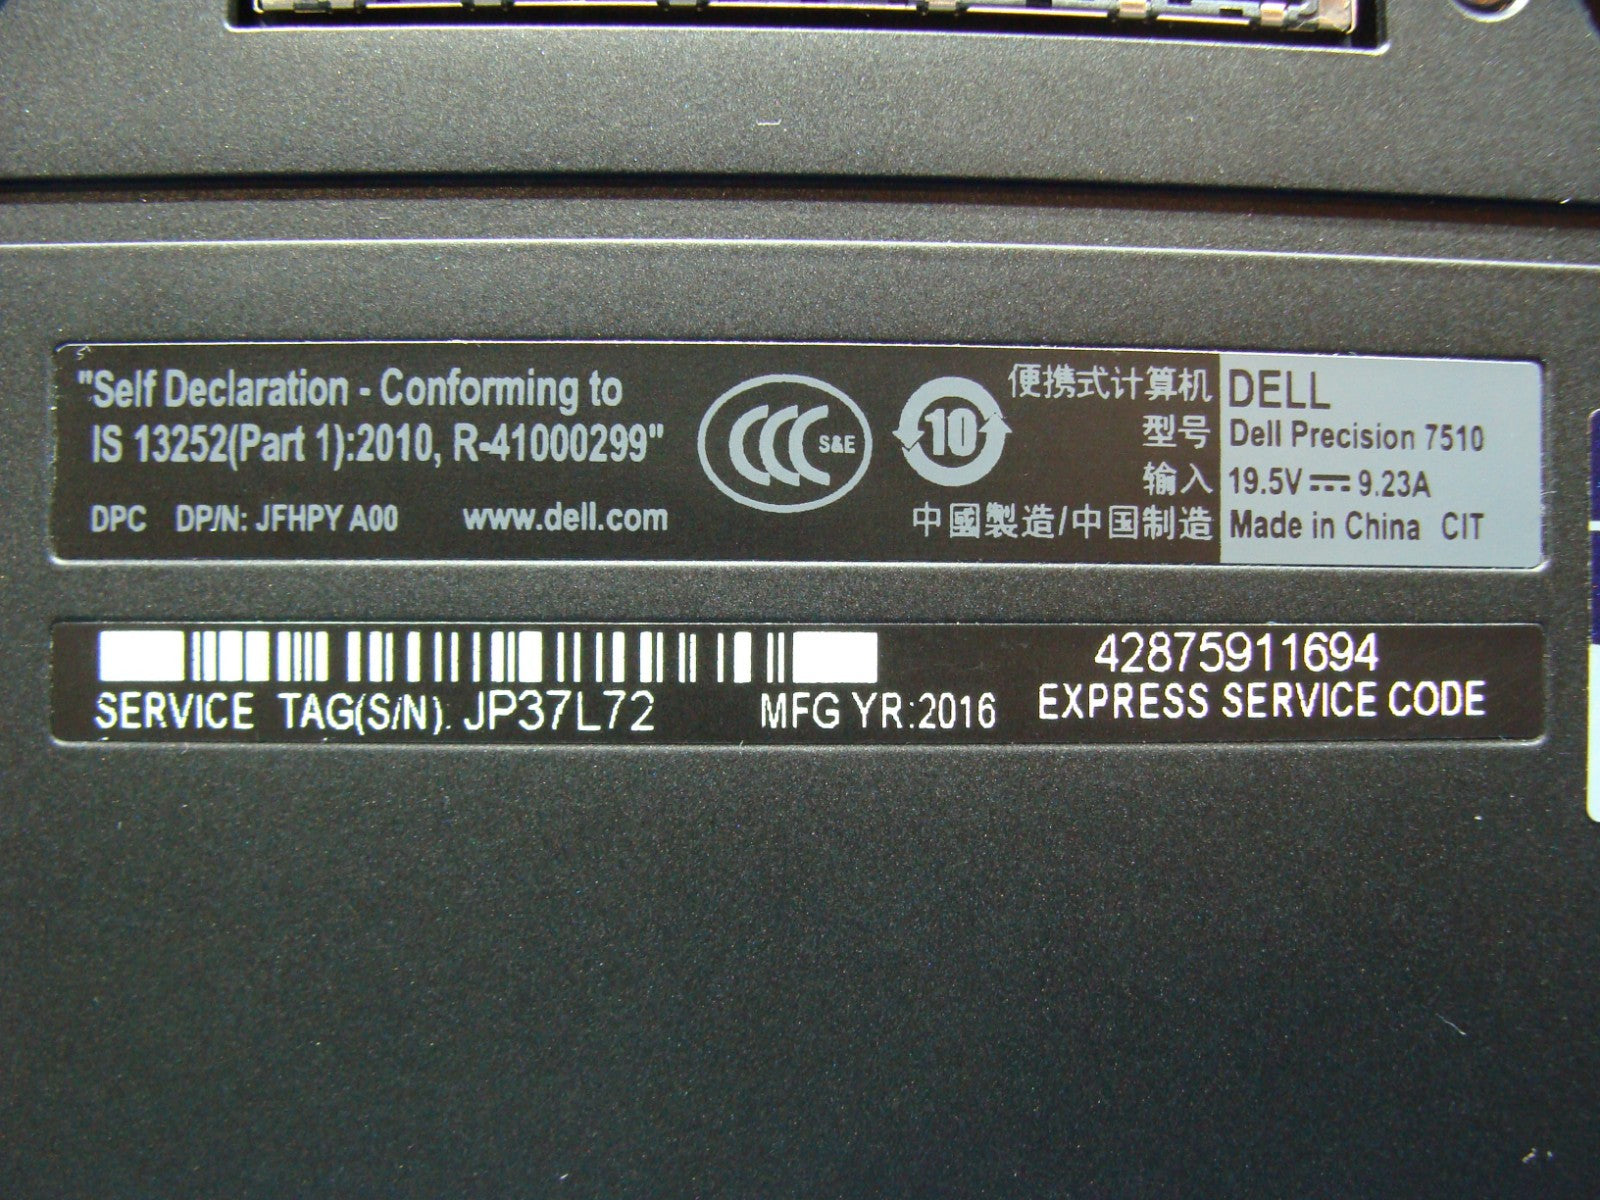 "Self Declaration - Conforming to
IS 13252(Part 1):2010, R-41000299"
DPC DP/N: JFHPY A00 www.dell.com
CCC S&E
10
便携式计算机 DELL
型号 Dell Precision 7510
输入 19.5V⎓9.23A
中國製造/中国制造 Made in China CIT
SERVICE TAG(S/N): JP37L72 MFG YR:2016
42875911694
EXPRESS SERVICE CODE